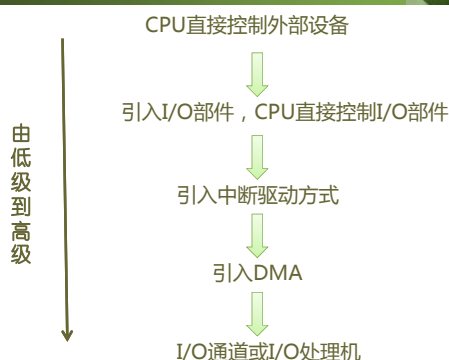 CPU直接控制外部设备
引入I/O部件，CPU直接控制I/O部件
引入中断驱动方式
引入DMA
I/O通道或I/O处理机
由低级到高级